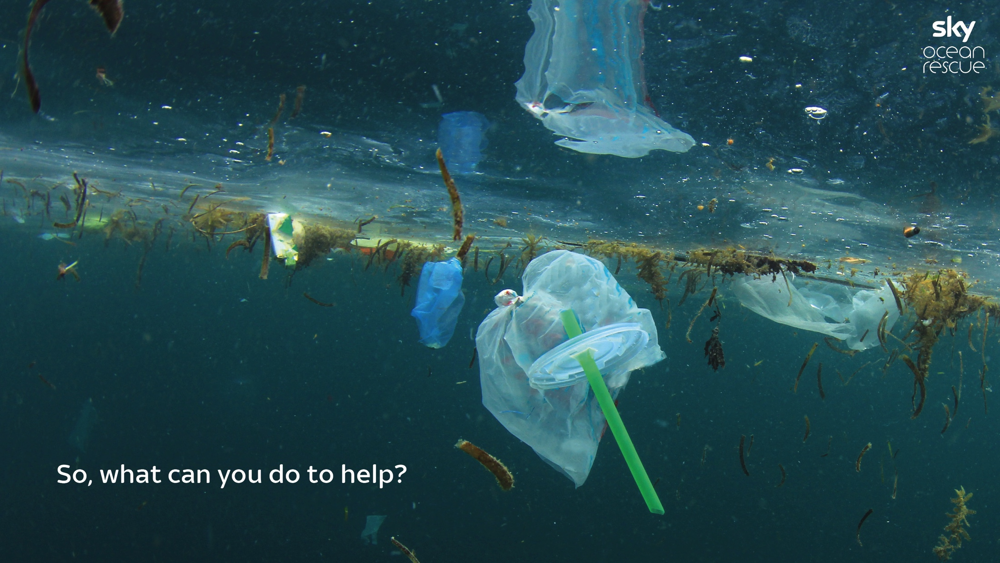 sky
ocean
rescue
So, what can you do to help?